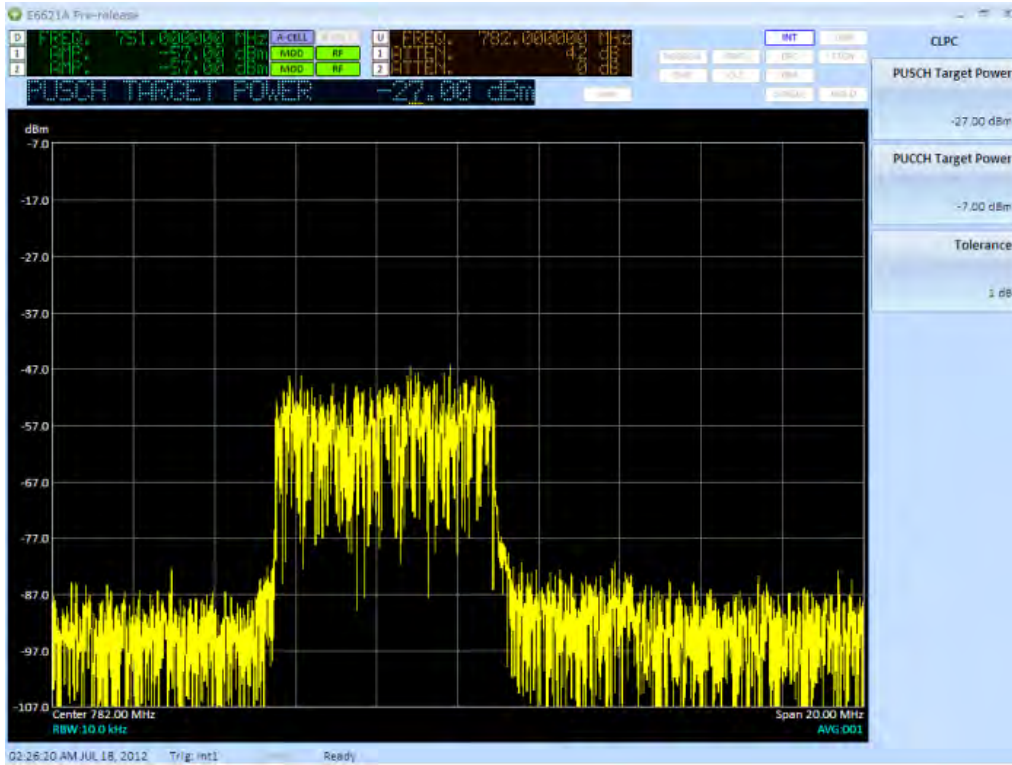 E6621A Pre-release
D FREQ. 751.000000 MHz A-CELL
1 AMP. -57.00 dBm MOD RF
2 AMP. -57.00 dBm MOD RF
U FREQ. 782.000000 MHz
1 ATTEN. 42 dB
2 ATTEN. 0 dB
INT
PUSCH TARGET POWER -27.00 dBm
CLPC
PUSCH Target Power
-27.00 dBm
PUCCH Target Power
-7.00 dBm
Tolerance
1 dB
dBm
-7.0
-17.0
-27.0
-37.0
-47.0
-57.0
-67.0
-77.0
-87.0
-97.0
-107.0
Center 782.00 MHz
Span 20.00 MHz
RBW:10.0 kHz
AVG:001
02:26:20 AM JUL 18, 2012 Trig: Int1 Ready